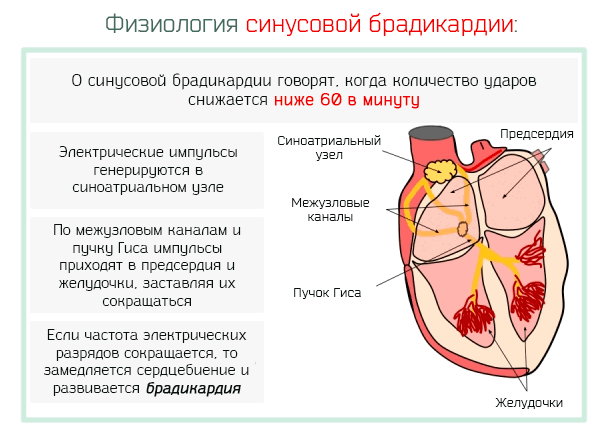 Физиология синусовой брадикардии:
О синусовой брадикардии говорят, когда количество ударов
снижается ниже 60 в минуту
Электрические импульсы
генерируются в
синоатриальном узле
По межузловым каналам и
пучку Гиса импульсы
приходят в предсердия и
желудочки, заставляя их
сокращаться
Если частота электрических
разрядов сокращается, то
замедляется сердцебиение и
развивается брадикардия
Синоатриальный
узел
Предсердия
Межузловые
каналы
Пучок Гиса
Желудочки